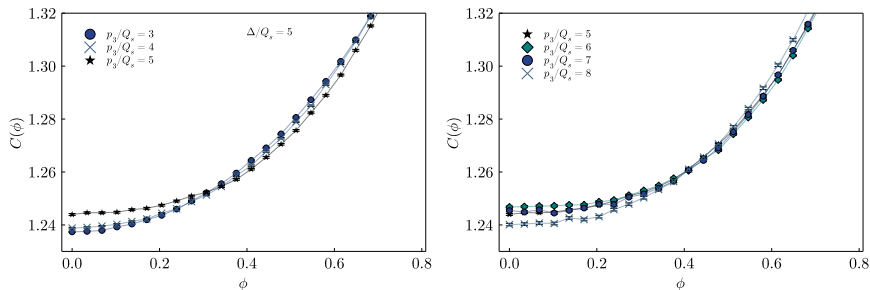 1.32
1.30
1.28
1.26
1.24
C(ϕ)
p₃/Qₛ = 3
p₃/Qₛ = 4
p₃/Qₛ = 5
Δ/Qₛ = 5
0.0 0.2 0.4 0.6 0.8
ϕ
1.32
1.30
1.28
1.26
1.24
C(ϕ)
p₃/Qₛ = 5
p₃/Qₛ = 6
p₃/Qₛ = 7
p₃/Qₛ = 8
0.0 0.2 0.4 0.6 0.8
ϕ